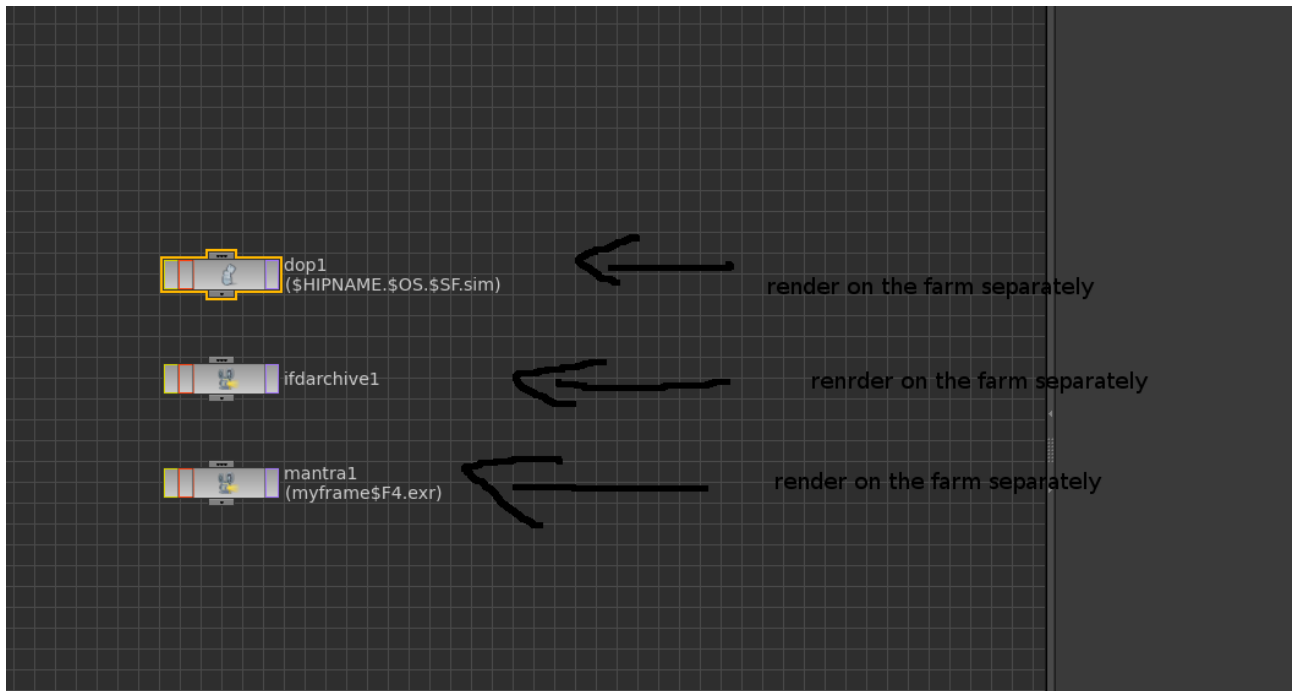 dop1
($HIPNAME.$OS.$SF.sim)
render on the farm separately
ifdarchive1
renrder on the farm separately
mantra1
(myframe$F4.exr)
render on the farm separately